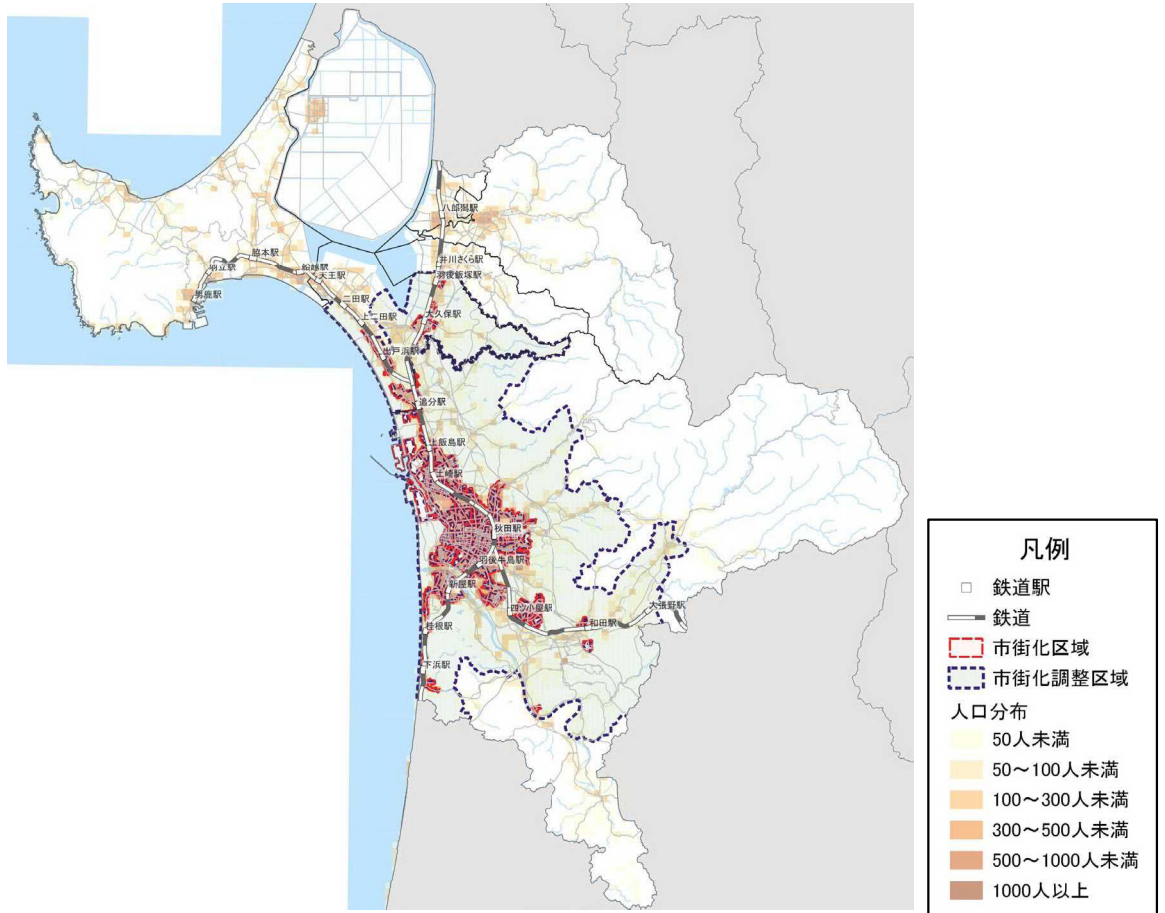 八郎潟駅
井川さくら駅
羽後飯塚駅
脇本駅
羽立駅
船越駅
天王駅
男鹿駅
二田駅
上二田駅
大久保駅
出戸浜駅
追分駅
上飯島駅
土崎駅
秋田駅
羽後牛島駅
新屋駅
四ツ小屋駅
大張野駅
和田駅
桂根駅
下浜駅
凡例
鉄道駅
鉄道
市街化区域
市街化調整区域
人口分布
50人未満
50～100人未満
100～300人未満
300～500人未満
500～1000人未満
1000人以上